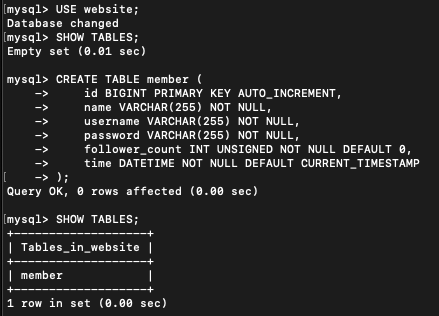 [mysql> USE website;
Database changed
[mysql> SHOW TABLES;
Empty set (0.01 sec)
mysql> CREATE TABLE member (
    ->     id BIGINT PRIMARY KEY AUTO_INCREMENT,
    ->     name VARCHAR(255) NOT NULL,
    ->     username VARCHAR(255) NOT NULL,
    ->     password VARCHAR(255) NOT NULL,
    ->     follower_count INT UNSIGNED NOT NULL DEFAULT 0,
    ->     time DATETIME NOT NULL DEFAULT CURRENT_TIMESTAMP
[    -> );
Query OK, 0 rows affected (0.00 sec)
[mysql> SHOW TABLES;
+-------------------+
| Tables_in_website |
+-------------------+
| member            |
+-------------------+
1 row in set (0.00 sec)